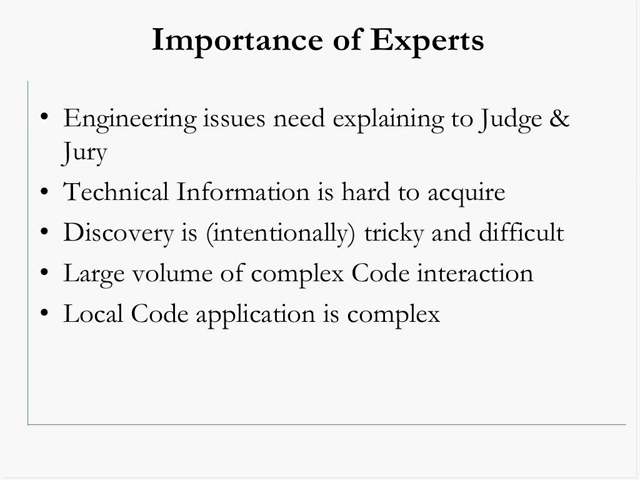 Importance of Experts
• Engineering issues need explaining to Judge &
Jury
• Technical Information is hard to acquire
• Discovery is (intentionally) tricky and difficult
• Large volume of complex Code interaction
• Local Code application is complex